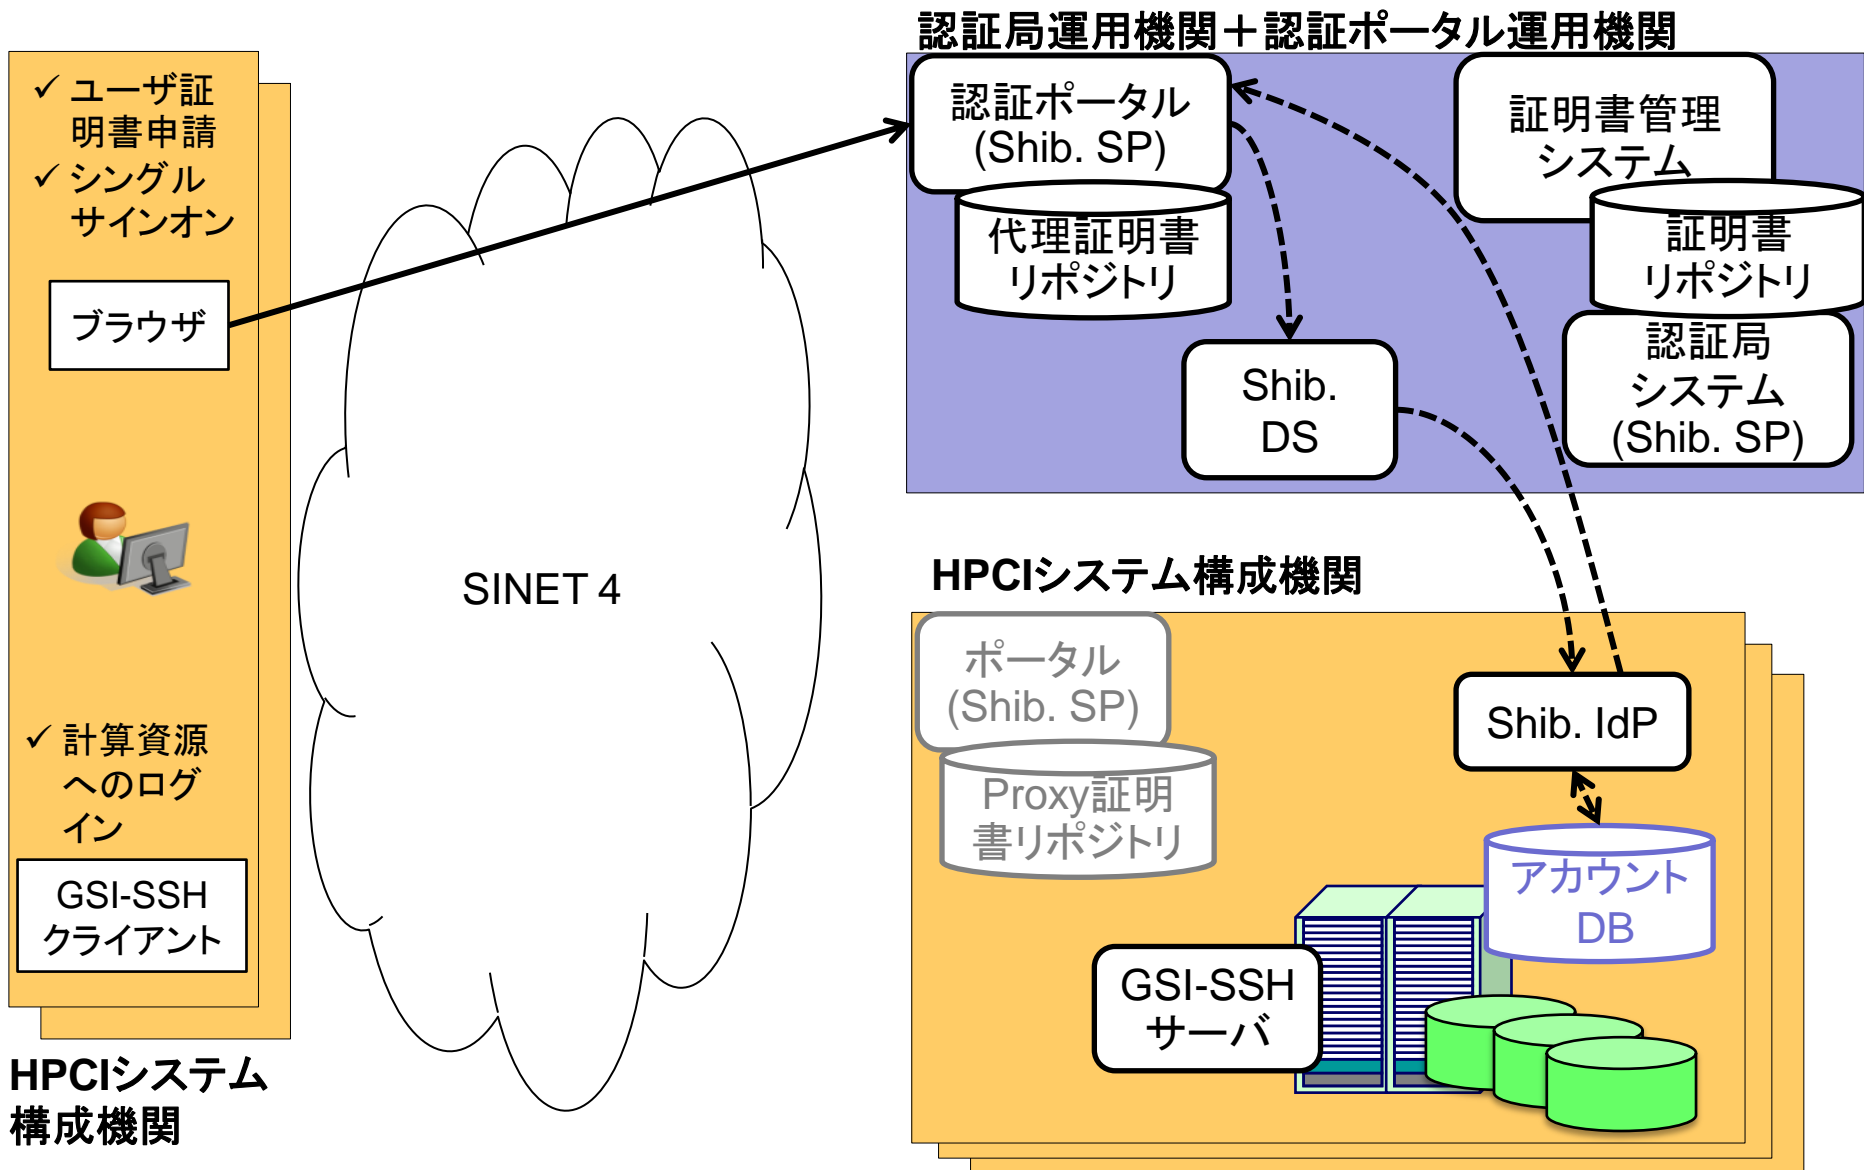 認証局運用機関＋認証ポータル運用機関
✓ ユーザ証
明書申請
✓ シングル
サインオン
ブラウザ
✓ 計算資源
へのログ
イン
GSI-SSH
クライアント
HPCIシステム
構成機関
SINET 4
認証ポータル
(Shib. SP)
代理証明書
リポジトリ
証明書管理
システム
証明書
リポジトリ
認証局
システム
(Shib. SP)
Shib.
DS
HPCIシステム構成機関
ポータル
(Shib. SP)
Proxy証明
書リポジトリ
Shib. IdP
アカウント
DB
GSI-SSH
サーバ